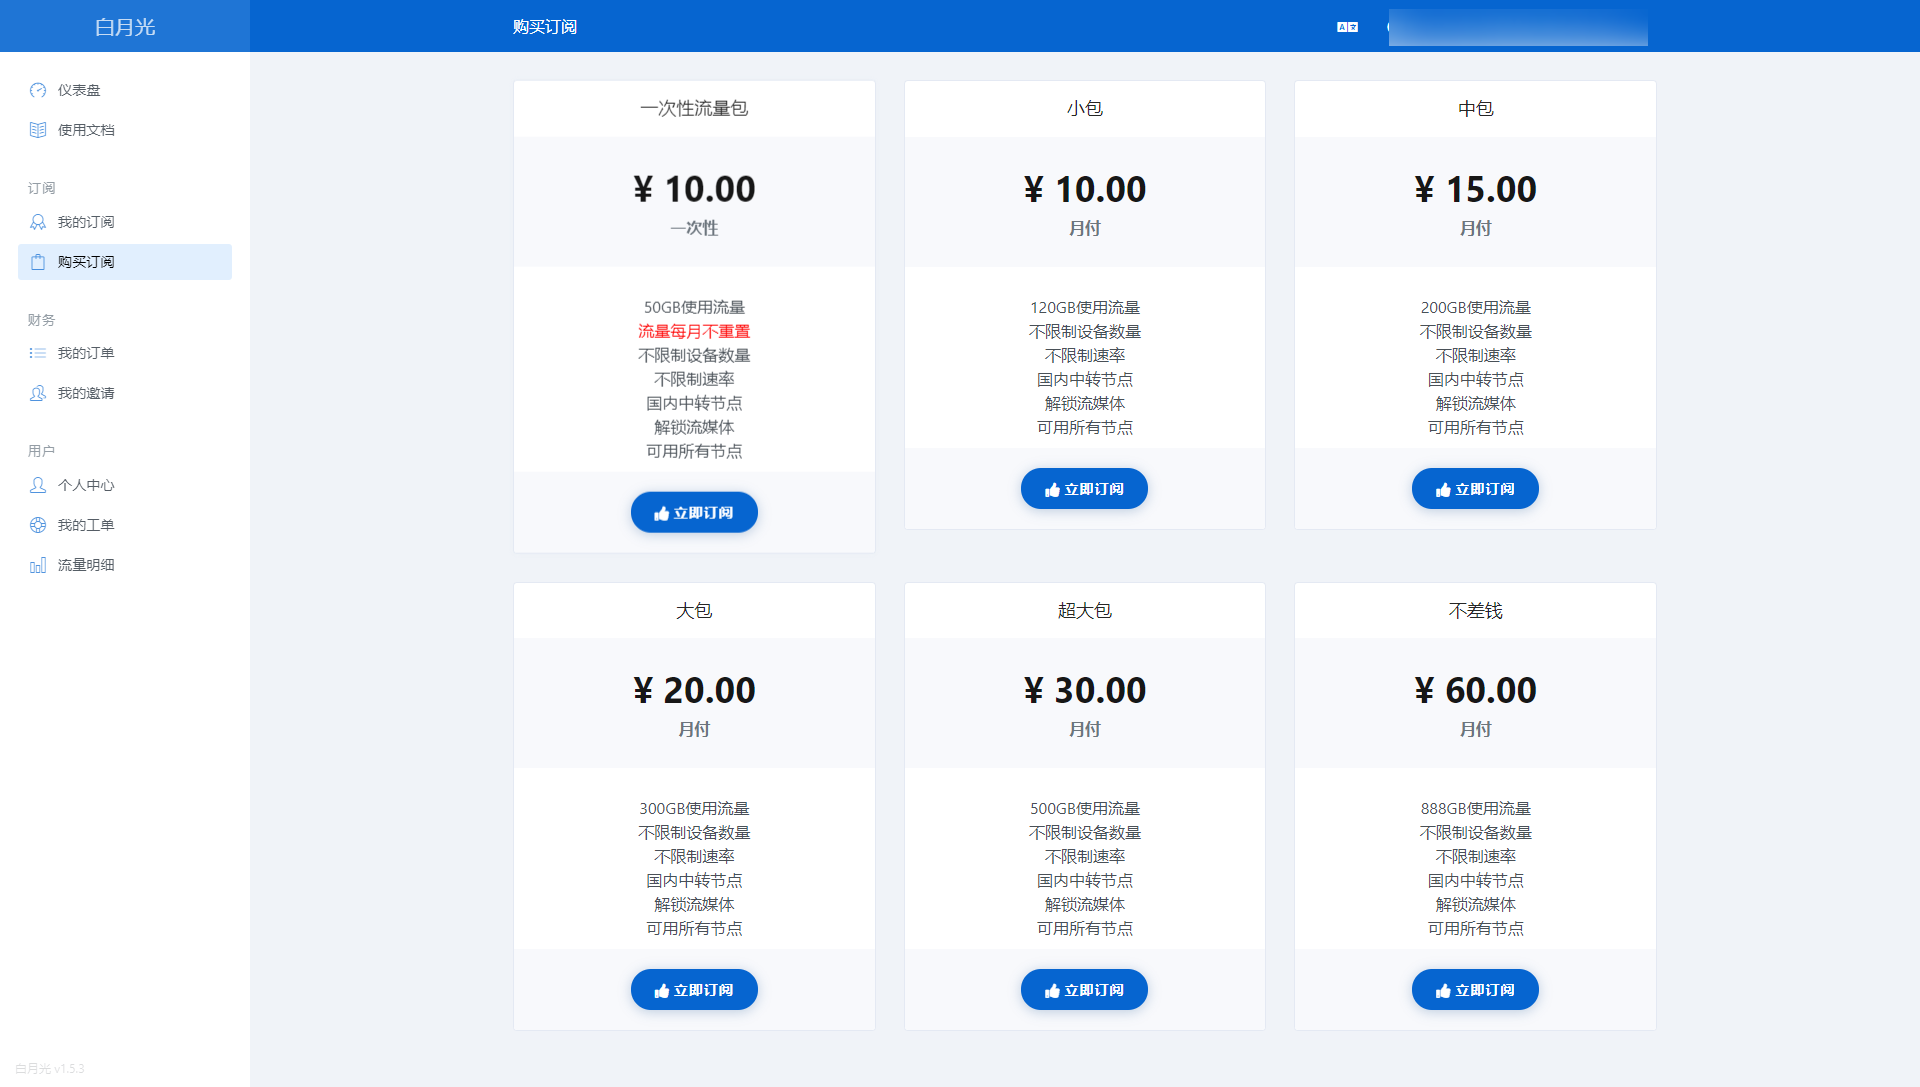 白月光
购买订阅
仪表盘
使用文档
订阅
我的订阅
购买订阅
财务
我的订单
我的邀请
用户
个人中心
我的工单
流量明细
白月光 v1.5.3
一次性流量包
¥ 10.00
一次性
50GB使用流量
流量每月不重置
不限制设备数量
不限制速率
国内中转节点
解锁流媒体
可用所有节点
立即订阅
小包
¥ 10.00
月付
120GB使用流量
不限制设备数量
不限制速率
国内中转节点
解锁流媒体
可用所有节点
立即订阅
中包
¥ 15.00
月付
200GB使用流量
不限制设备数量
不限制速率
国内中转节点
解锁流媒体
可用所有节点
立即订阅
大包
¥ 20.00
月付
300GB使用流量
不限制设备数量
不限制速率
国内中转节点
解锁流媒体
可用所有节点
立即订阅
超大包
¥ 30.00
月付
500GB使用流量
不限制设备数量
不限制速率
国内中转节点
解锁流媒体
可用所有节点
立即订阅
不差钱
¥ 60.00
月付
888GB使用流量
不限制设备数量
不限制速率
国内中转节点
解锁流媒体
可用所有节点
立即订阅